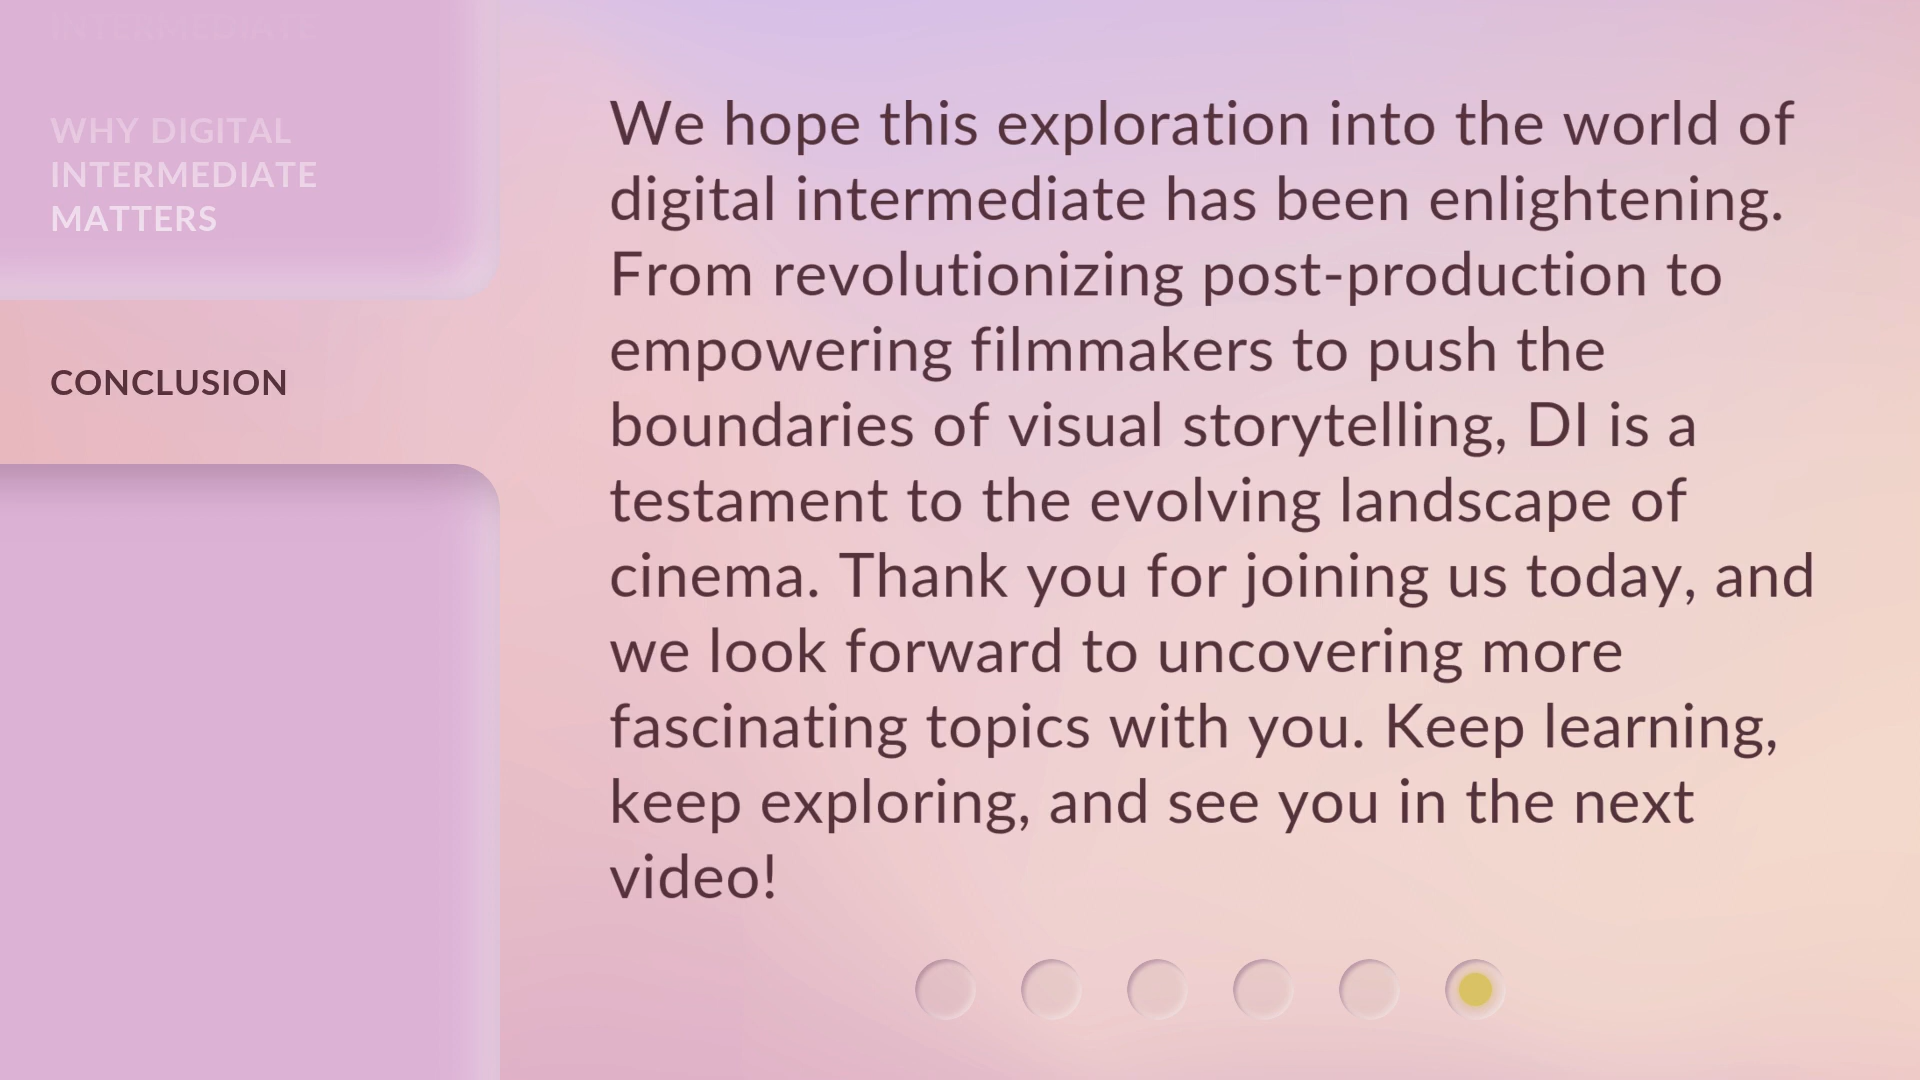 INTERMEDIATE
WHY DIGITAL
INTERMEDIATE
MATTERS
CONCLUSION
We hope this exploration into the world of
digital intermediate has been enlightening.
From revolutionizing post-production to
empowering filmmakers to push the
boundaries of visual storytelling, DI is a
testament to the evolving landscape of
cinema. Thank you for joining us today, and
we look forward to uncovering more
fascinating topics with you. Keep learning,
keep exploring, and see you in the next
video!